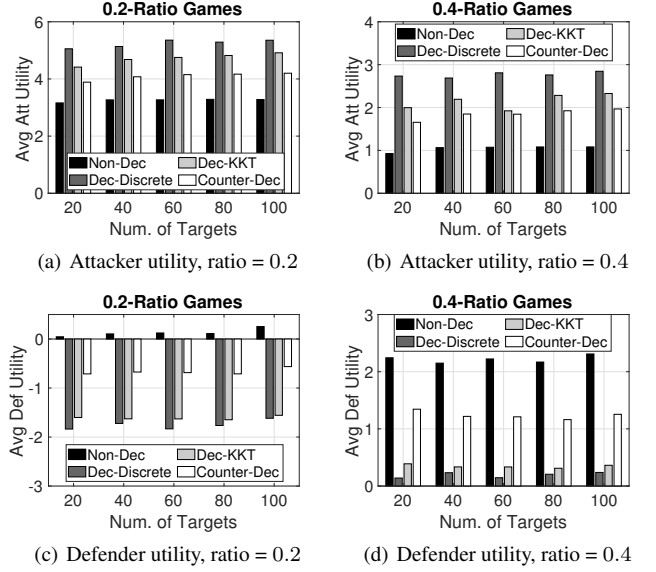 0.2-Ratio Games
Avg Att Utility
6
4
2
0
Non-Dec
Dec-KKT
Dec-Discrete
Counter-Dec
20 40 60 80 100
Num. of Targets
(a) Attacker utility, ratio = 0.2
0.4-Ratio Games
Avg Att Utility
4
3
2
1
0
Non-Dec
Dec-KKT
Dec-Discrete
Counter-Dec
20 40 60 80 100
Num. of Targets
(b) Attacker utility, ratio = 0.4
0.2-Ratio Games
Avg Def Utility
0
-1
-2
-3
Non-Dec
Dec-KKT
Dec-Discrete
Counter-Dec
20 40 60 80 100
Num. of Targets
(c) Defender utility, ratio = 0.2
0.4-Ratio Games
Avg Def Utility
3
2
1
0
Non-Dec
Dec-KKT
Dec-Discrete
Counter-Dec
20 40 60 80 100
Num. of Targets
(d) Defender utility, ratio = 0.4